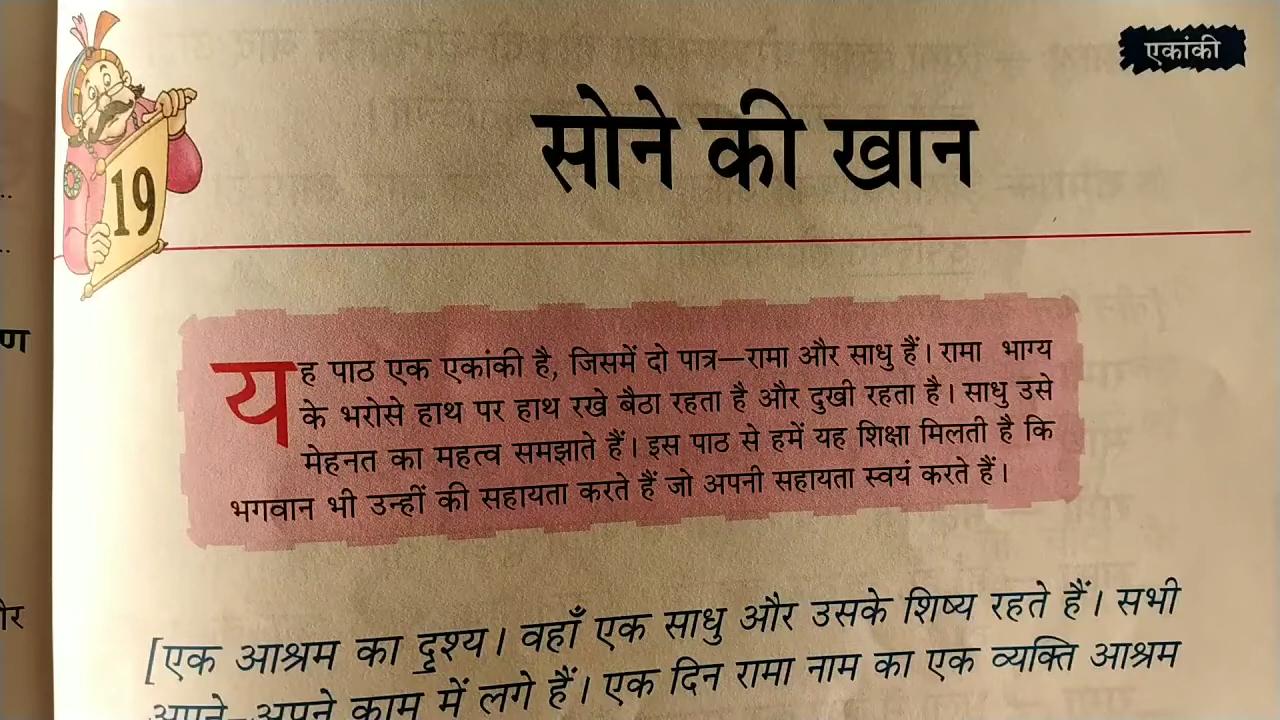 एकांकी
सोने की खान
19
यह पाठ एक एकांकी है, जिसमें दो पात्र—रामा और साधु हैं। रामा भाग्य
के भरोसे हाथ पर हाथ रखे बैठा रहता है और दुखी रहता है। साधु उसे
मेहनत का महत्व समझाते हैं। इस पाठ से हमें यह शिक्षा मिलती है कि
भगवान भी उन्हीं की सहायता करते हैं जो अपनी सहायता स्वयं करते हैं।
[एक आश्रम का दृश्य। वहाँ एक साधु और उसके शिष्य रहते हैं। सभी
अपने-अपने काम में लगे हैं। एक दिन रामा नाम का एक व्यक्ति आश्रम